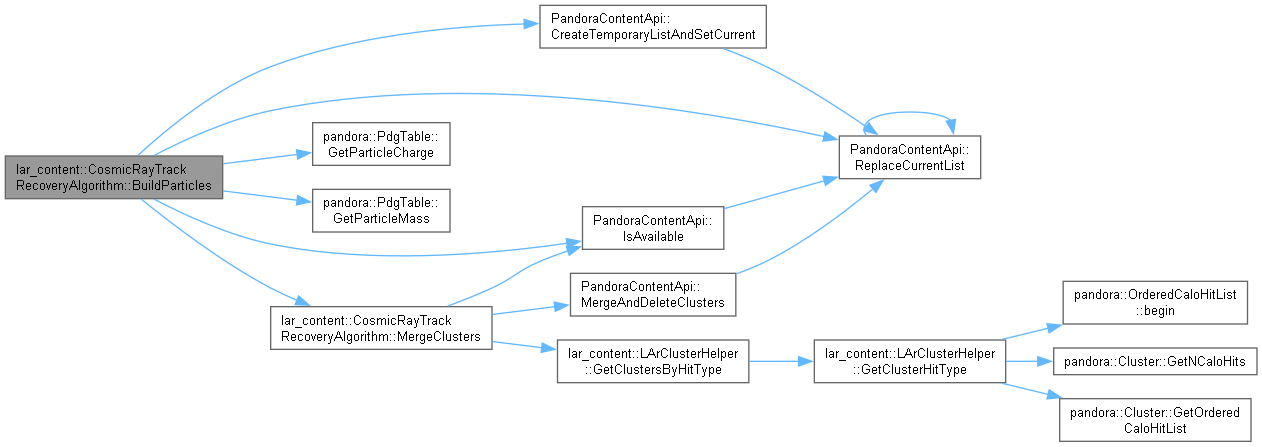 PandoraContentApi::
CreateTemporaryListAndSetCurrent
pandora::PdgTable::
GetParticleCharge
PandoraContentApi::
ReplaceCurrentList
lar_content::CosmicRayTrack
RecoveryAlgorithm::BuildParticles
pandora::PdgTable::
GetParticleMass
PandoraContentApi::
IsAvailable
PandoraContentApi::
MergeAndDeleteClusters
lar_content::CosmicRayTrack
RecoveryAlgorithm::MergeClusters
lar_content::LArClusterHelper
::GetClustersByHitType
lar_content::LArClusterHelper
::GetClusterHitType
pandora::OrderedCaloHitList
::begin
pandora::Cluster::GetNCaloHits
pandora::Cluster::GetOrdered
CaloHitList